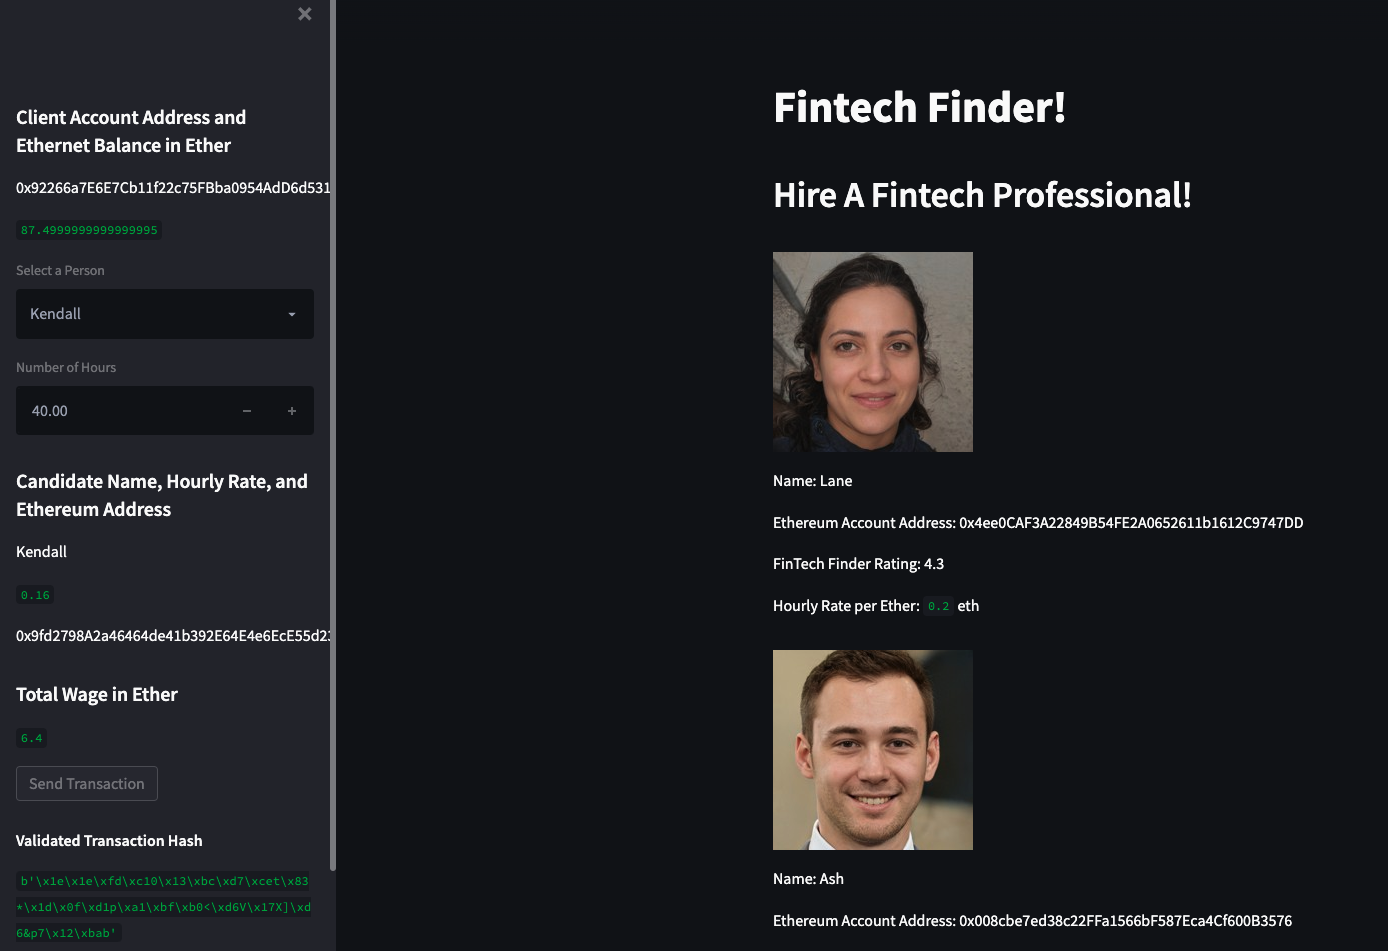 Client Account Address and
Ethernet Balance in Ether
0x92266a7E6E7Cb11f22c75FBba0954AdD6d531
87.4999999999999995
Select a Person
Kendall
Number of Hours
40.00
Candidate Name, Hourly Rate, and
Ethereum Address
Kendall
0.16
0x9fd2798A2a46464de41b392E64E4e6EcE55d23
Total Wage in Ether
6.4
Send Transaction
Validated Transaction Hash
b'\x1e\x1e\xfd\xc10\x13\xbc\xd7\xcet\x83
*\x1d\x0f\xd1p\xa1\xbf\xb0<\xd6V\x17X]\xd
6&p7\x12\xbab'
Fintech Finder!
Hire A Fintech Professional!
Name: Lane
Ethereum Account Address: 0x4ee0CAF3A22849B54FE2A0652611b1612C9747DD
FinTech Finder Rating: 4.3
Hourly Rate per Ether: 0.2 eth
Name: Ash
Ethereum Account Address: 0x008cbe7ed38c22FFa1566bF587Eca4Cf600B3576